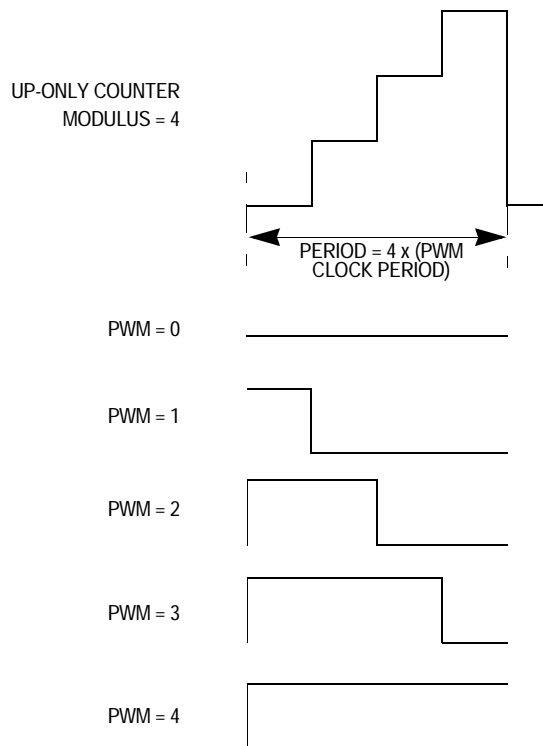 UP-ONLY COUNTER
MODULUS = 4
PERIOD = 4 x (PWM
CLOCK PERIOD)
PWM = 0
PWM = 1
PWM = 2
PWM = 3
PWM = 4